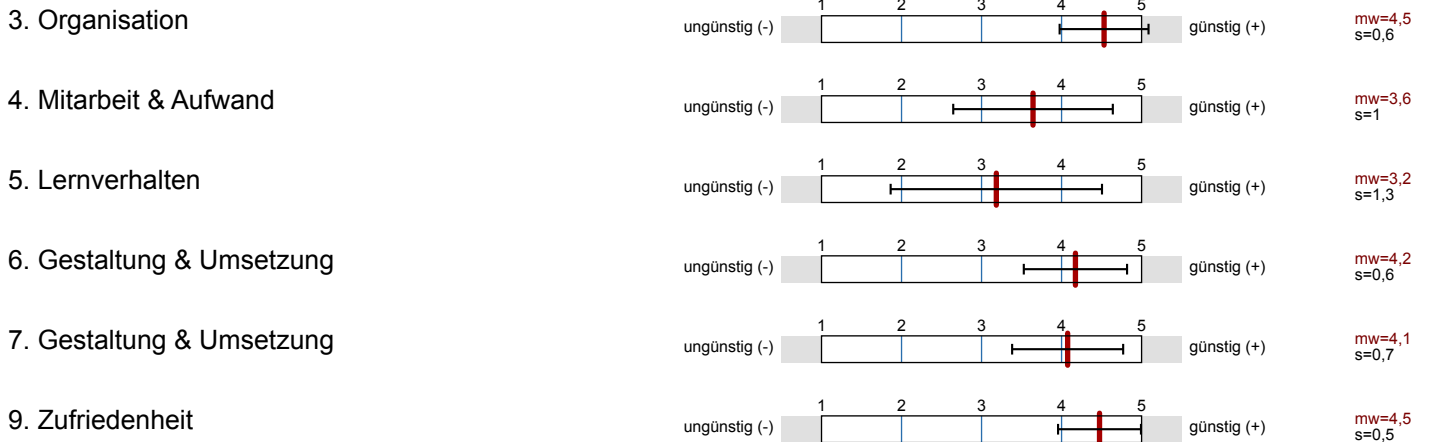 3. Organisation
1 2 3 4 5
ungünstig (-) günstig (+)
mw=4,5
s=0,6
4. Mitarbeit & Aufwand
1 2 3 4 5
ungünstig (-) günstig (+)
mw=3,6
s=1
5. Lernverhalten
1 2 3 4 5
ungünstig (-) günstig (+)
mw=3,2
s=1,3
6. Gestaltung & Umsetzung
1 2 3 4 5
ungünstig (-) günstig (+)
mw=4,2
s=0,6
7. Gestaltung & Umsetzung
1 2 3 4 5
ungünstig (-) günstig (+)
mw=4,1
s=0,7
9. Zufriedenheit
1 2 3 4 5
ungünstig (-) günstig (+)
mw=4,5
s=0,5